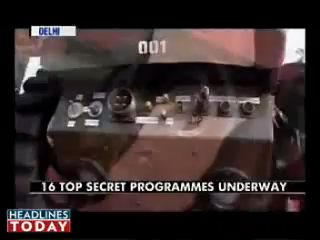 DELHI
001
16 TOP SECRET PROGRAMMES UNDERWAY
HEADLINES
TODAY